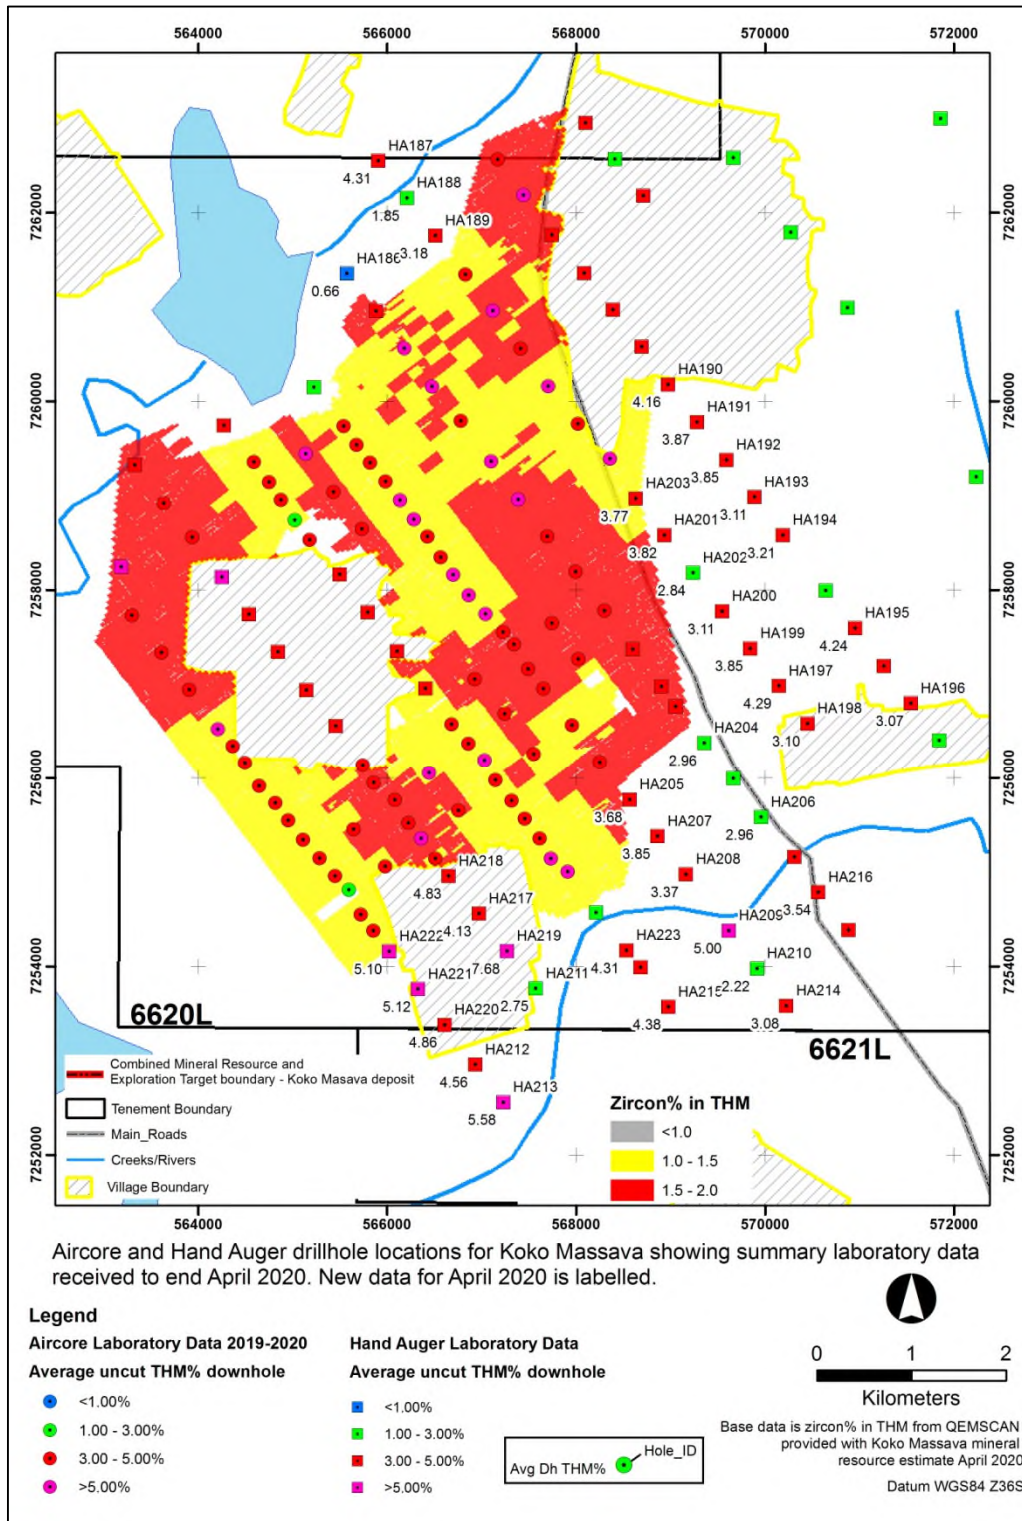 564000 566000 568000 570000 572000
7262000
7260000
7258000
7256000
7254000
7252000
HA187
4.31
HA188
1.85
HA189
3.18
HA186
0.66
HA190
4.16
HA191
3.87
HA192
3.85
HA193
3.11
HA194
3.21
HA203
3.77
HA201
3.82
HA202
2.84
HA200
3.11
HA195
4.24
HA199
3.85
HA197
4.29
HA196
3.07
HA198
3.10
HA204
2.96
HA205
3.68
HA206
2.96
HA207
3.85
HA208
3.37
HA218
4.83
HA216
3.54
HA217
4.13
HA209
5.00
HA222
5.10
HA219
7.68
HA223
4.31
HA210
2.22
HA221
5.12
HA211
2.75
HA220
4.86
HA215
4.38
HA214
3.08
HA212
4.56
HA213
5.58
6620L
6621L
Combined Mineral Resource and
Exploration Target boundary - Koko Masava deposit
Tenement Boundary
Main_Roads
Creeks/Rivers
Village Boundary
Zircon% in THM
<1.0
1.0 - 1.5
1.5 - 2.0
7262000
7260000
7258000
7256000
7254000
7252000
564000 566000 568000 570000 572000
Aircore and Hand Auger drillhole locations for Koko Massava showing summary laboratory data
received to end April 2020. New data for April 2020 is labelled.
Legend
Aircore Laboratory Data 2019-2020
Average uncut THM% downhole
<1.00%
1.00 - 3.00%
3.00 - 5.00%
>5.00%
Hand Auger Laboratory Data
Average uncut THM% downhole
<1.00%
1.00 - 3.00%
3.00 - 5.00%
>5.00%
Hole_ID
Avg Dh THM%
0 1 2
Kilometers
Base data is zircon% in THM from QEMSCAN
provided with Koko Massava mineral
resource estimate April 2020
Datum WGS84 Z36S